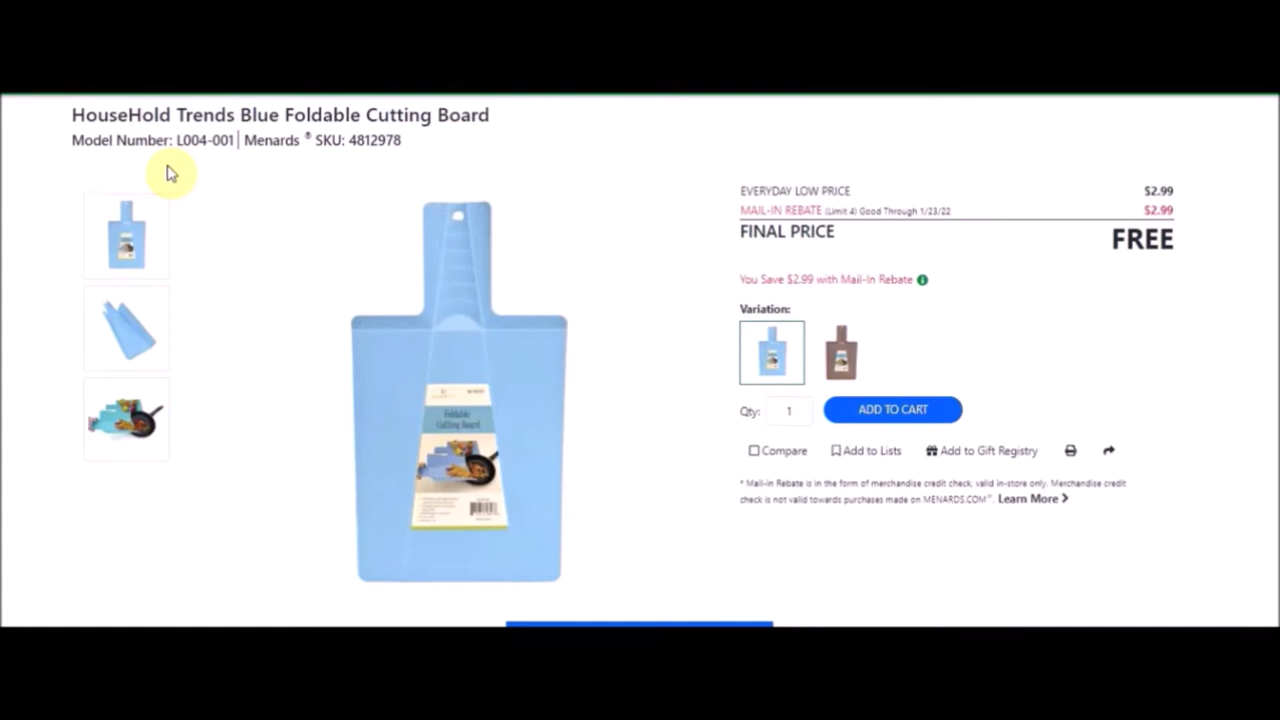 HouseHold Trends Blue Foldable Cutting Board
Model Number: L004-001 | Menards ® SKU: 4812978
EVERYDAY LOW PRICE $2.99
MAIL-IN REBATE (Limit 4) Good Through 1/23/22 $2.99
FINAL PRICE FREE
You Save $2.99 with Mail-In Rebate
Variation:
Foldable
Cutting Board
Qty: 1 ADD TO CART
Compare Add to Lists Add to Gift Registry
* Mail-in Rebate is in the form of merchandise credit check, valid in-store only. Merchandise credit
check is not valid towards purchases made on MENARDS.COM®. Learn More